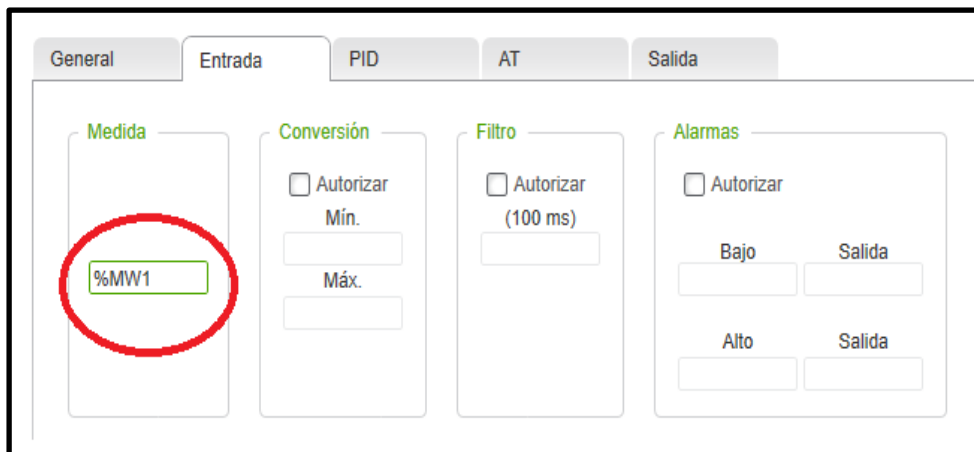 General Entrada PID AT Salida
Medida Conversión Filtro Alarmas
Autorizar Autorizar Autorizar
Mín. (100 ms)
Bajo Salida
%MW1 Máx.
Alto Salida